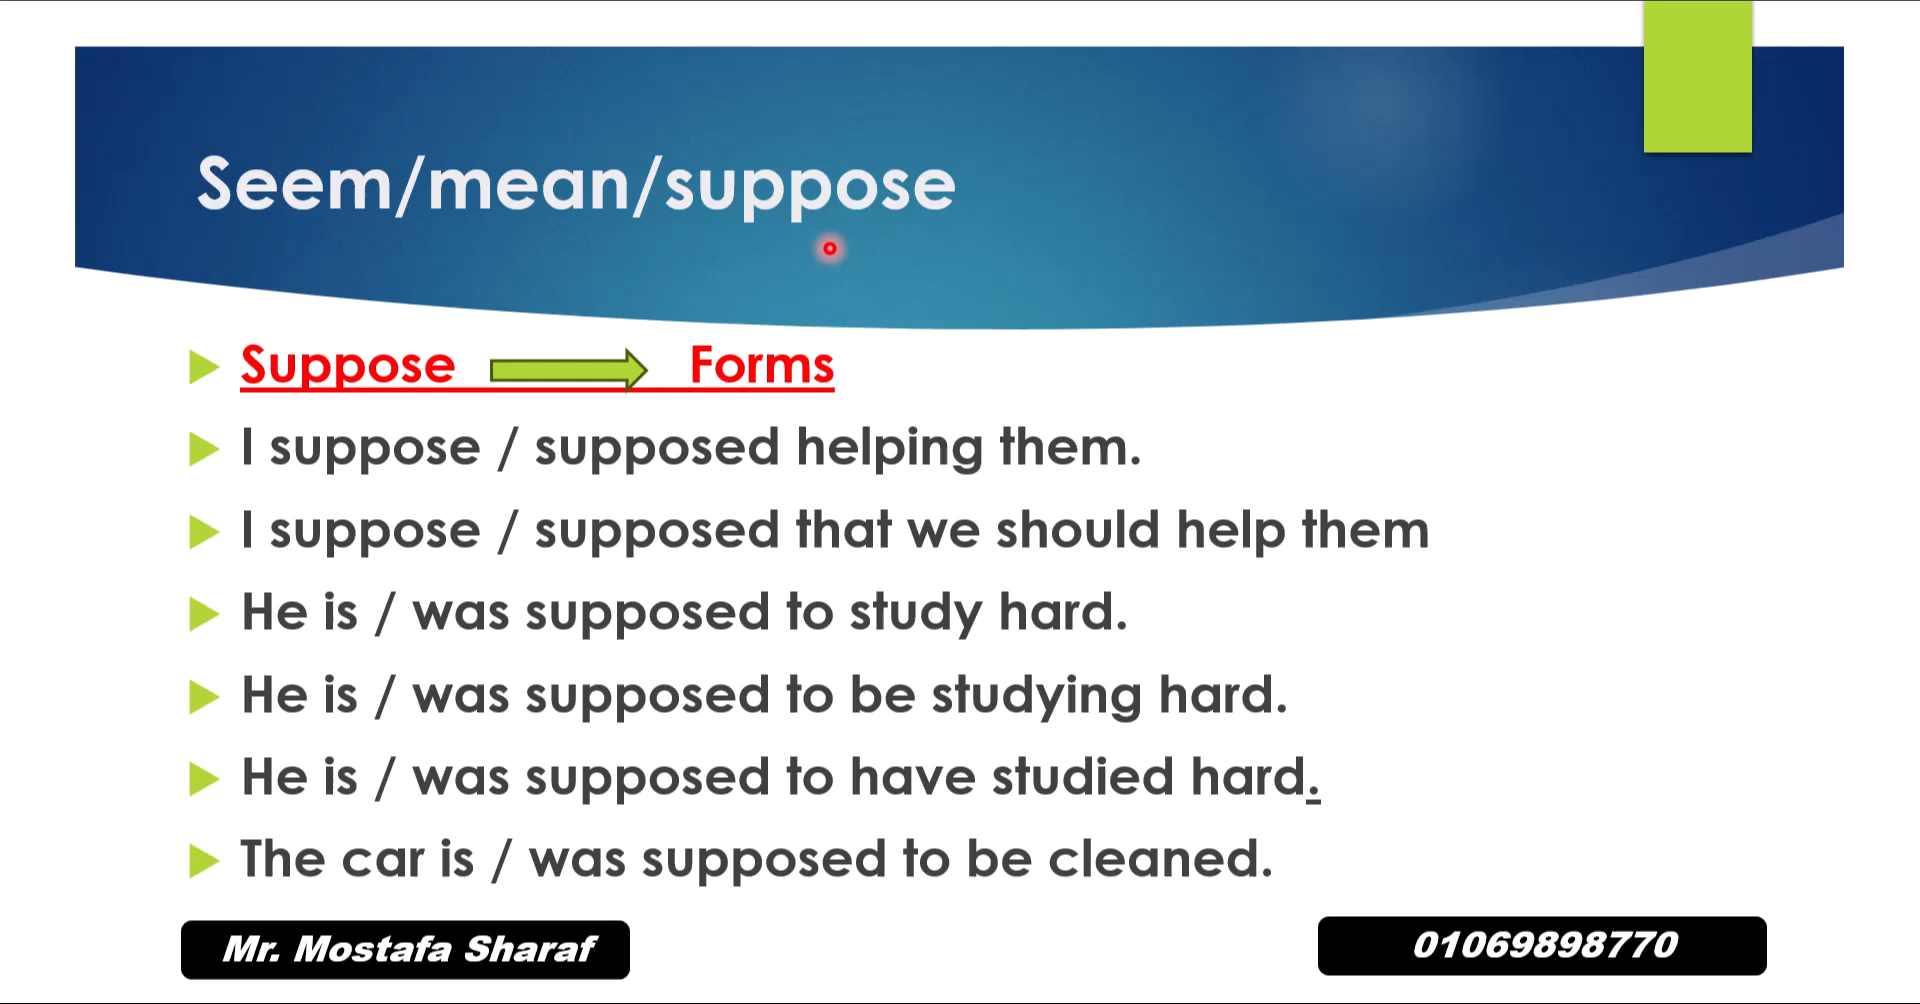 Seem/mean/suppose
Suppose Forms
I suppose / supposed helping them.
I suppose / supposed that we should help them
He is / was supposed to study hard.
He is / was supposed to be studying hard.
He is / was supposed to have studied hard.
The car is / was supposed to be cleaned.
Mr. Mostafa Sharaf
01069898770